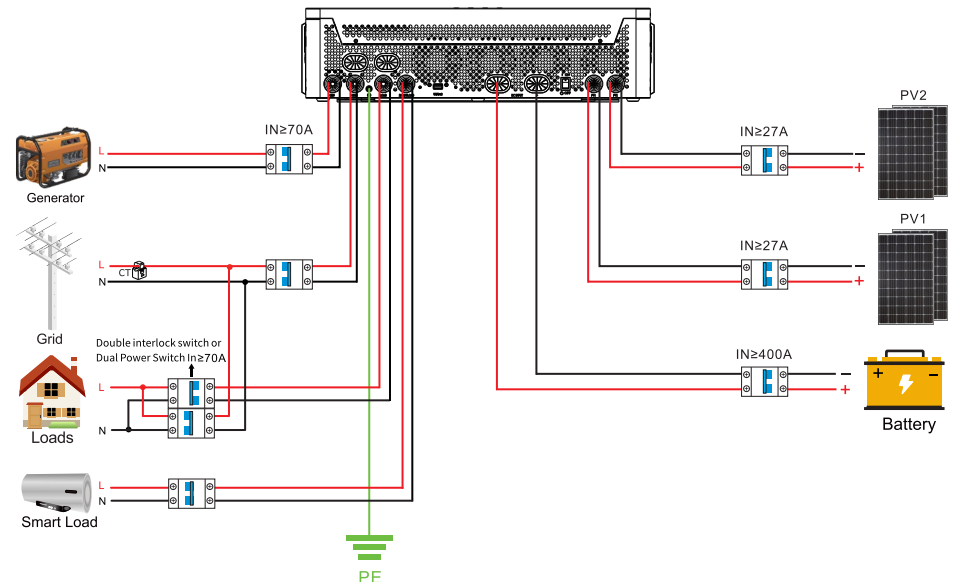 IN≥70A
L
N
Generator
L
CT
N
Grid
Double interlock switch or
Dual Power Switch In≥70A
L
N
Loads
L
N
Smart Load
PE
PV2
IN≥27A
−
+
PV1
IN≥27A
−
+
IN≥400A
−
+
+ −
Battery